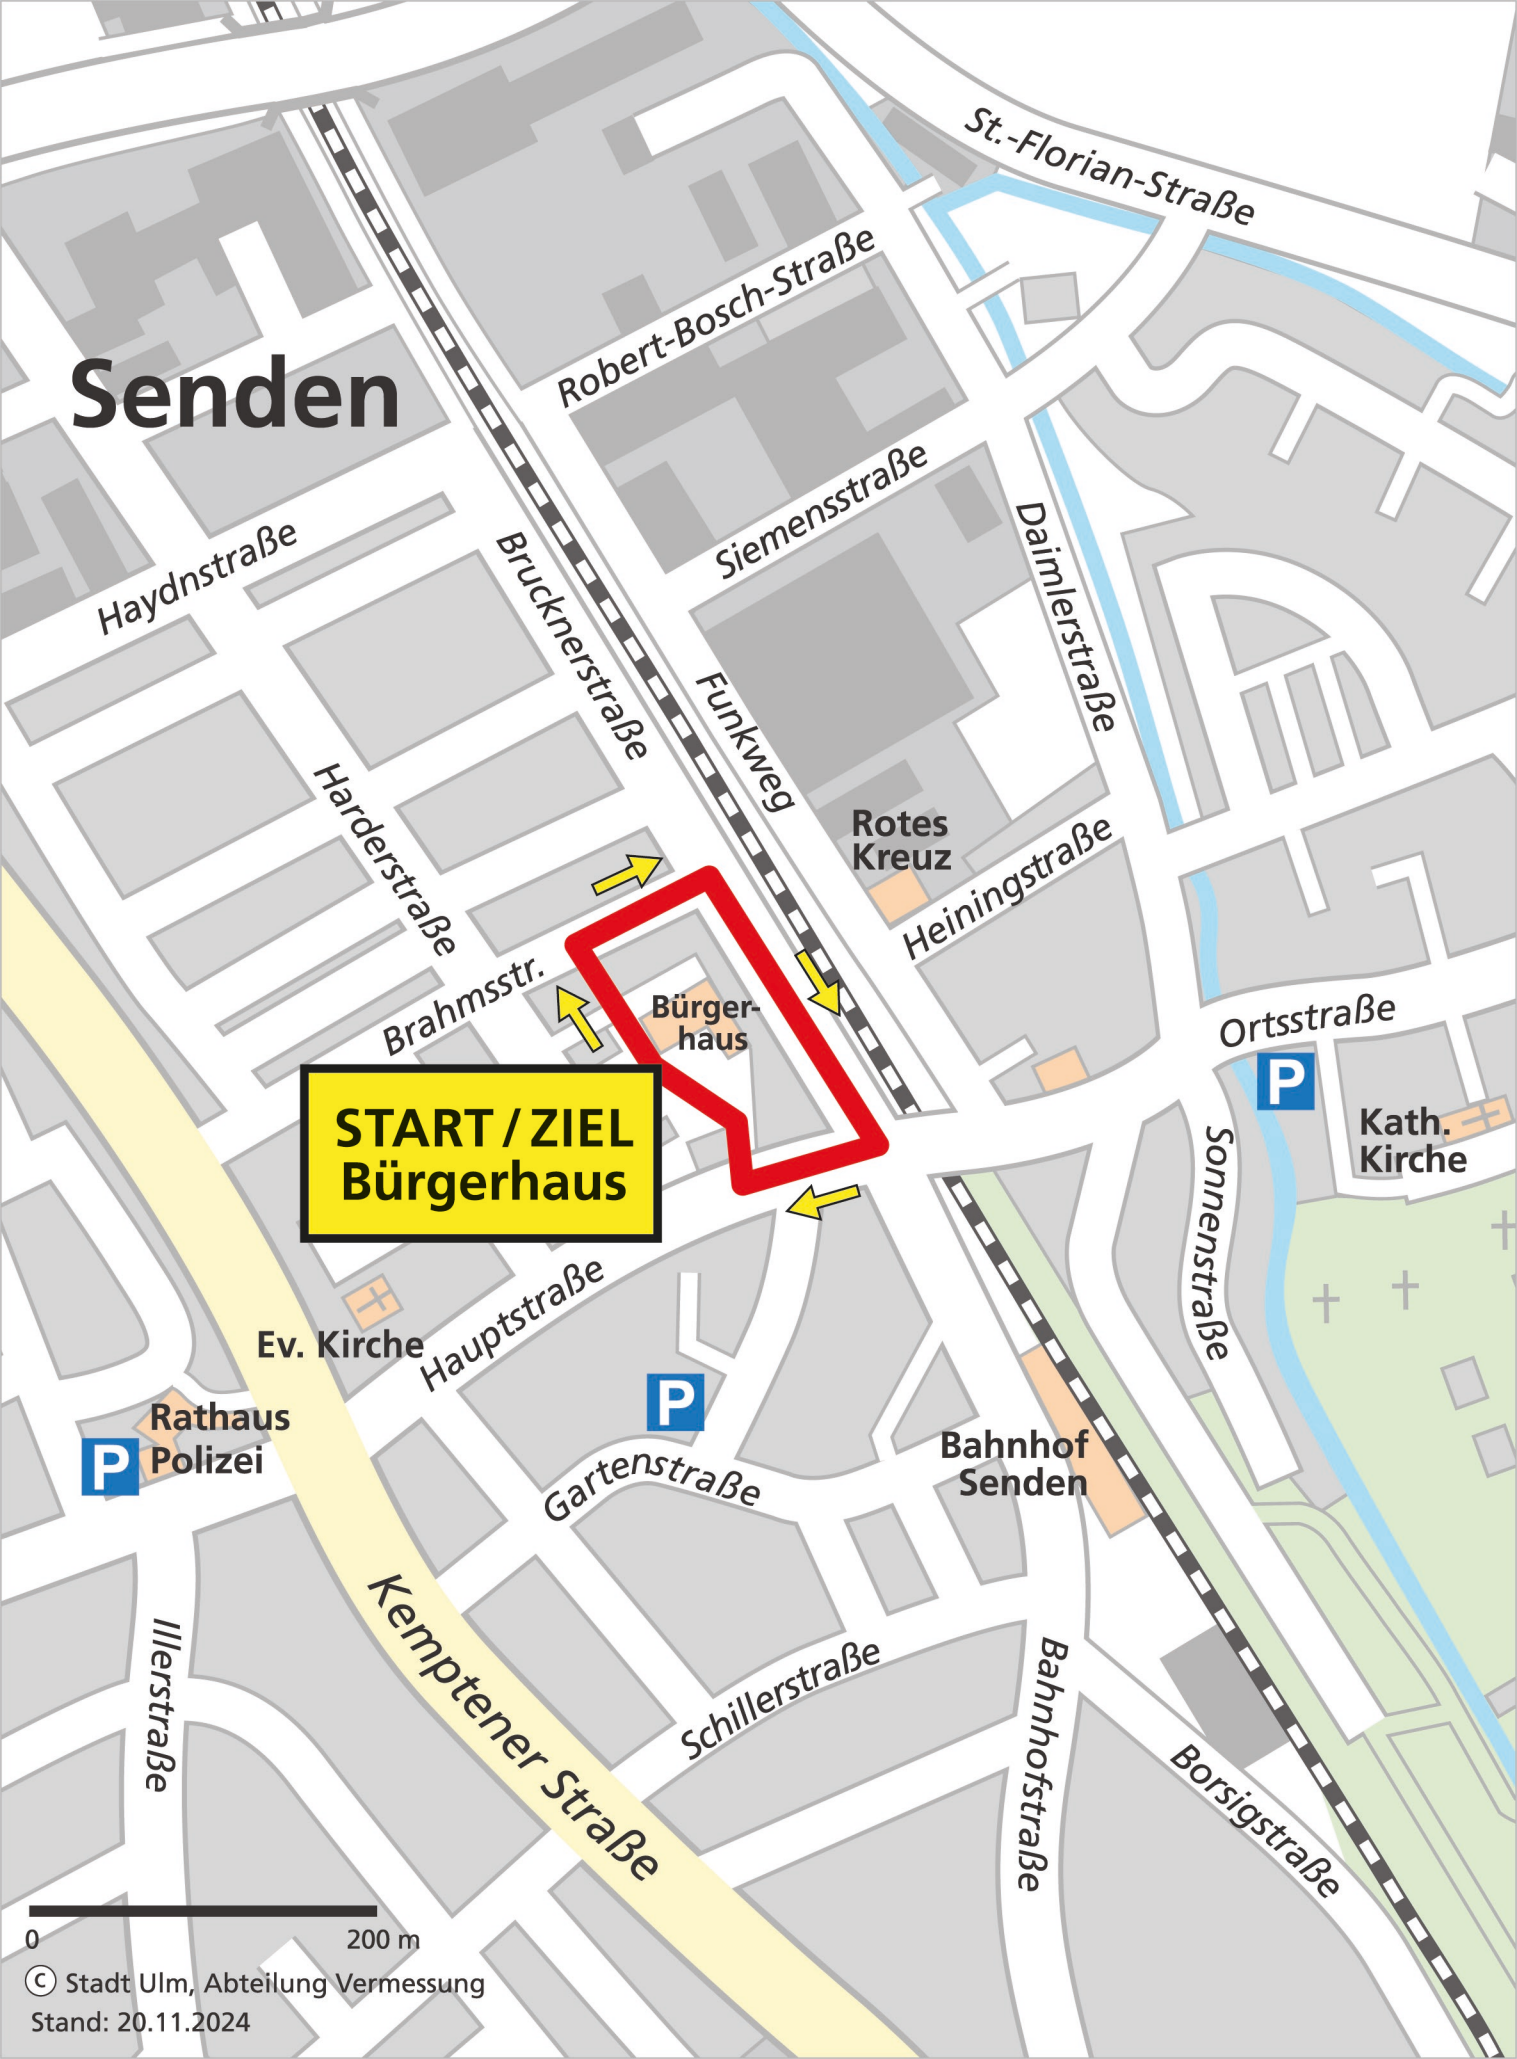 St.-Florian-Straße
Robert-Bosch-Straße
Senden
Siemensstraße
Haydnstraße
Brucknerstraße
Daimlerstraße
Funkweg
Harderstraße
Rotes
Kreuz
Heiningstraße
Brahmsstr.
Bürger-
haus
Ortsstraße
P
START / ZIEL
Bürgerhaus
Kath.
Kirche
Sonnenstraße
Hauptstraße
Ev. Kirche
P
Rathaus
Polizei
P
Gartenstraße
Bahnhof
Senden
Kemptener Straße
Illerstraße
Schillerstraße
Bahnhofstraße
Borsigstraße
0 200 m
© Stadt Ulm, Abteilung Vermessung
Stand: 20.11.2024